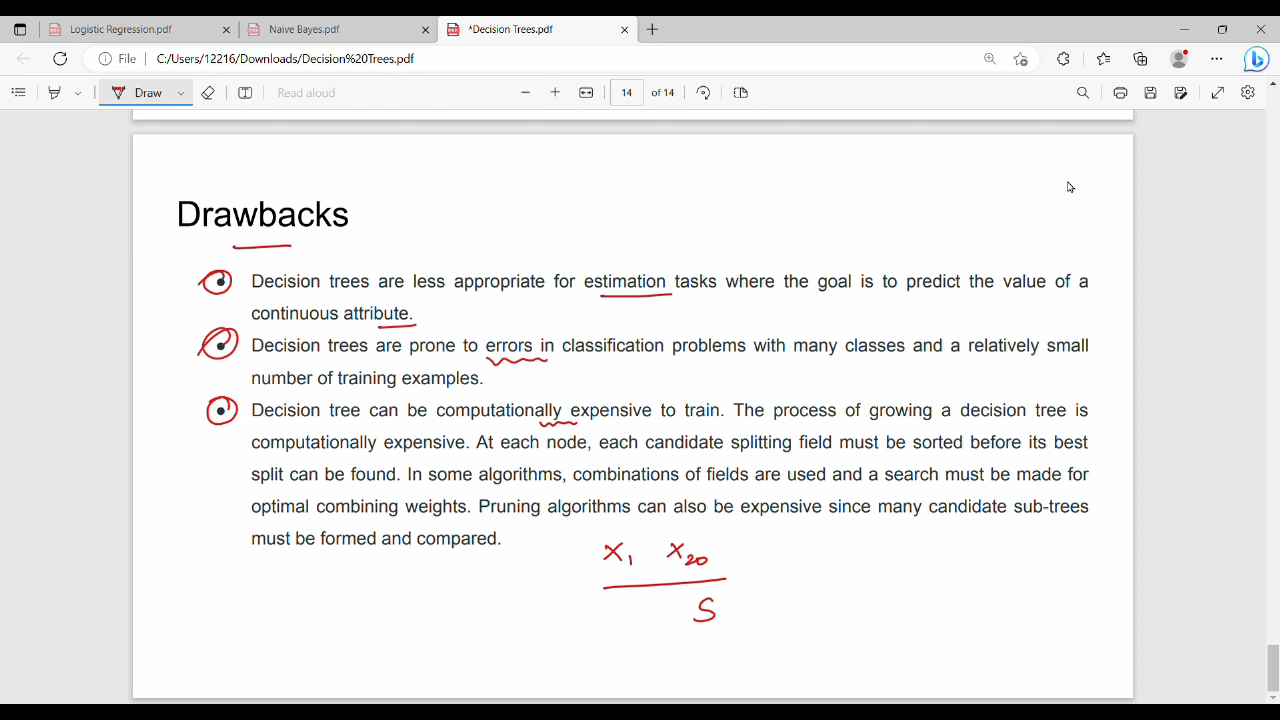 Logistic Regression.pdf
Naive Bayes.pdf
*Decision Trees.pdf
File
C:/Users/12216/Downloads/Decision%20Trees.pdf
Draw
Read aloud
14
of 14
Drawbacks
Decision trees are less appropriate for estimation tasks where the goal is to predict the value of a
continuous attribute.
Decision trees are prone to errors in classification problems with many classes and a relatively small
number of training examples.
Decision tree can be computationally expensive to train. The process of growing a decision tree is
computationally expensive. At each node, each candidate splitting field must be sorted before its best
split can be found. In some algorithms, combinations of fields are used and a search must be made for
optimal combining weights. Pruning algorithms can also be expensive since many candidate sub-trees
must be formed and compared.
X1 X20
S